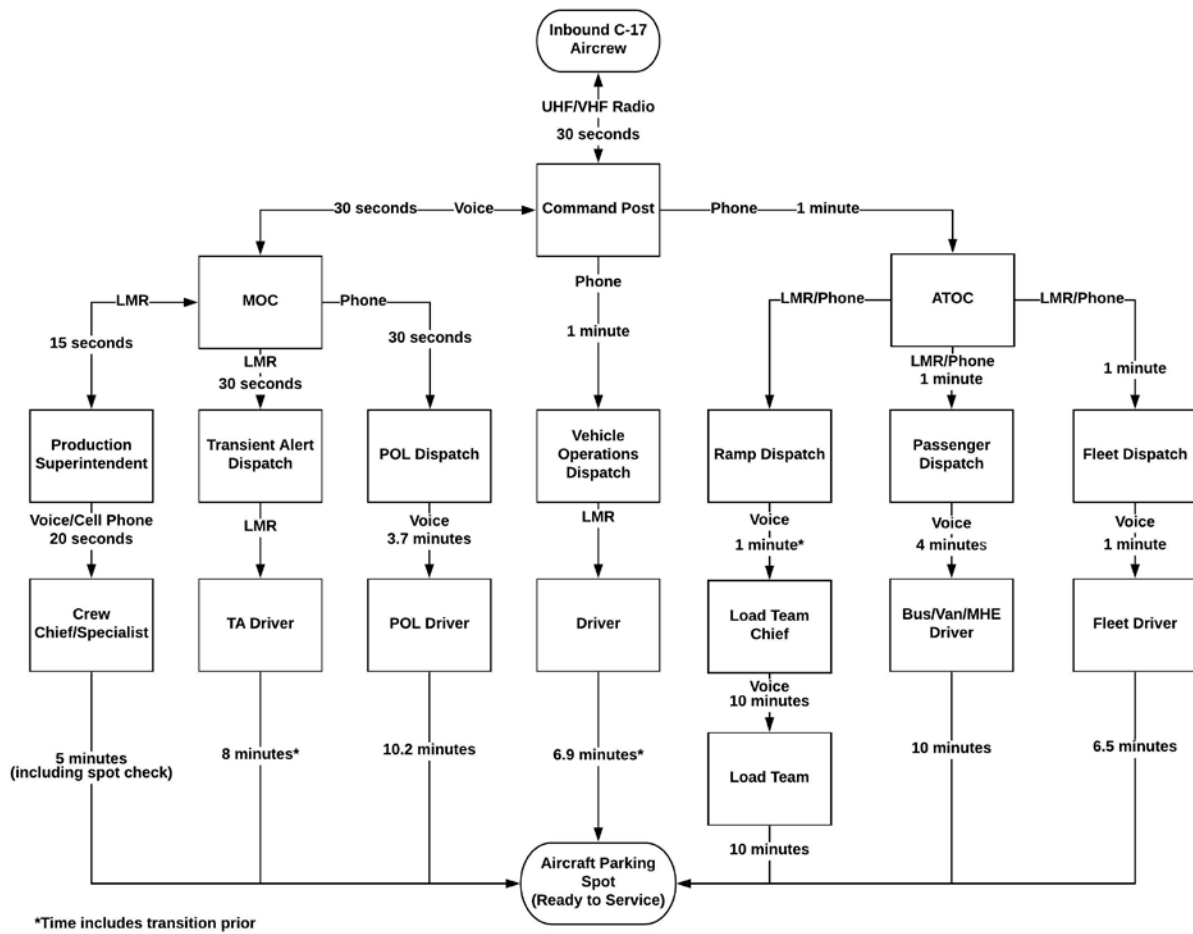 Inbound C-17
Aircrew
UHF/VHF Radio
30 seconds
30 seconds
Voice
Command Post
Phone
1 minute
LMR
MOC
Phone
Phone
LMR/Phone
ATOC
LMR/Phone
15 seconds
LMR
30 seconds
30 seconds
1 minute
LMR/Phone
1 minute
1 minute
Production
Superintendent
Transient Alert
Dispatch
POL Dispatch
Vehicle
Operations
Dispatch
Ramp Dispatch
Passenger
Dispatch
Fleet Dispatch
Voice/Cell Phone
20 seconds
LMR
Voice
3.7 minutes
LMR
Voice
1 minute*
Voice
4 minutes
Voice
1 minute
Crew
Chief/Specialist
TA Driver
POL Driver
Driver
Load Team
Chief
Bus/Van/MHE
Driver
Fleet Driver
Voice
10 minutes
5 minutes
(including spot check)
8 minutes*
10.2 minutes
6.9 minutes*
Load Team
10 minutes
6.5 minutes
10 minutes
Aircraft Parking
Spot
(Ready to Service)
*Time includes transition prior